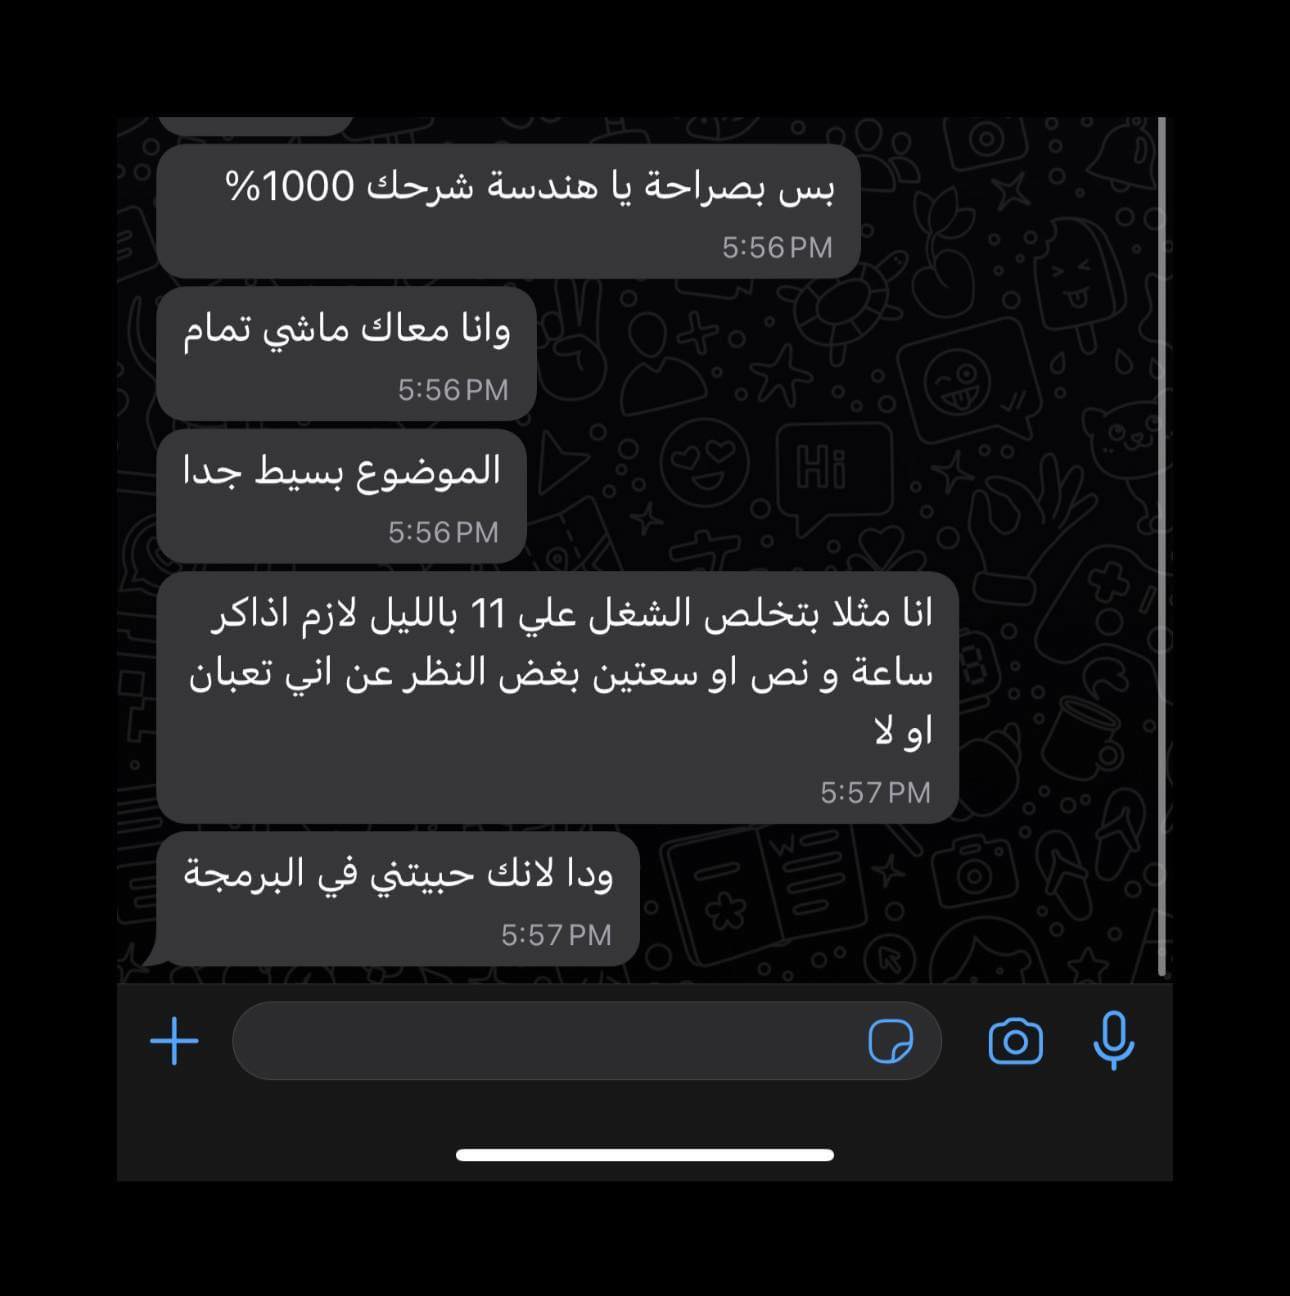 بس بصراحة يا هندسة شرحك 1000%
5:56 PM
وانا معاك ماشي تمام
5:56 PM
الموضوع بسيط جدا
5:56 PM
انا مثلا بتخلص الشغل علي 11 بالليل لازم اذاكر
ساعة و نص او سعتين بغض النظر عن اني تعبان
او لا
5:57 PM
ودا لانك حبيتني في البرمجة
5:57 PM
Hi